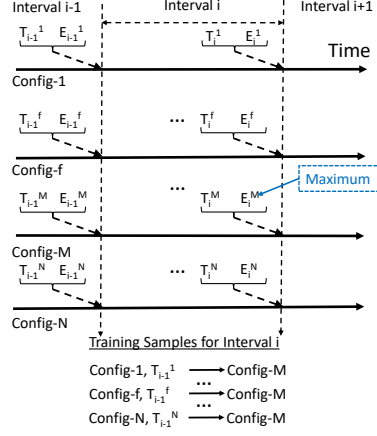 Interval i-1 Interval i Interval i+1
T_{i-1}^1 E_{i-1}^1 T_i^1 E_i^1 Time
Config-1
T_{i-1}^f E_{i-1}^f ... T_i^f E_i^f
Config-f
... Maximum
T_{i-1}^M E_{i-1}^M T_i^M E_i^M
Config-M
T_{i-1}^N E_{i-1}^N ... T_i^N E_i^N
Config-N
Training Samples for Interval i
Config-1, T_{i-1}^1 Config-M
...
Config-f, T_{i-1}^f Config-M
...
Config-N, T_{i-1}^N Config-M